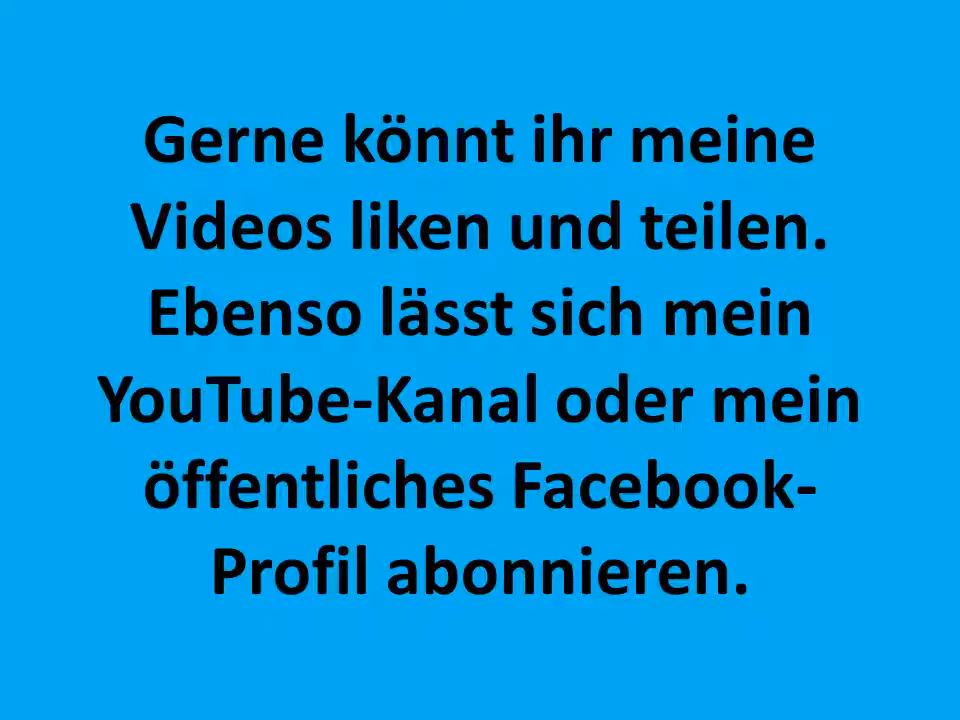 Gerne könnt ihr meine
Videos liken und teilen.
Ebenso lässt sich mein
YouTube-Kanal oder mein
öffentliches Facebook-
Profil abonnieren.